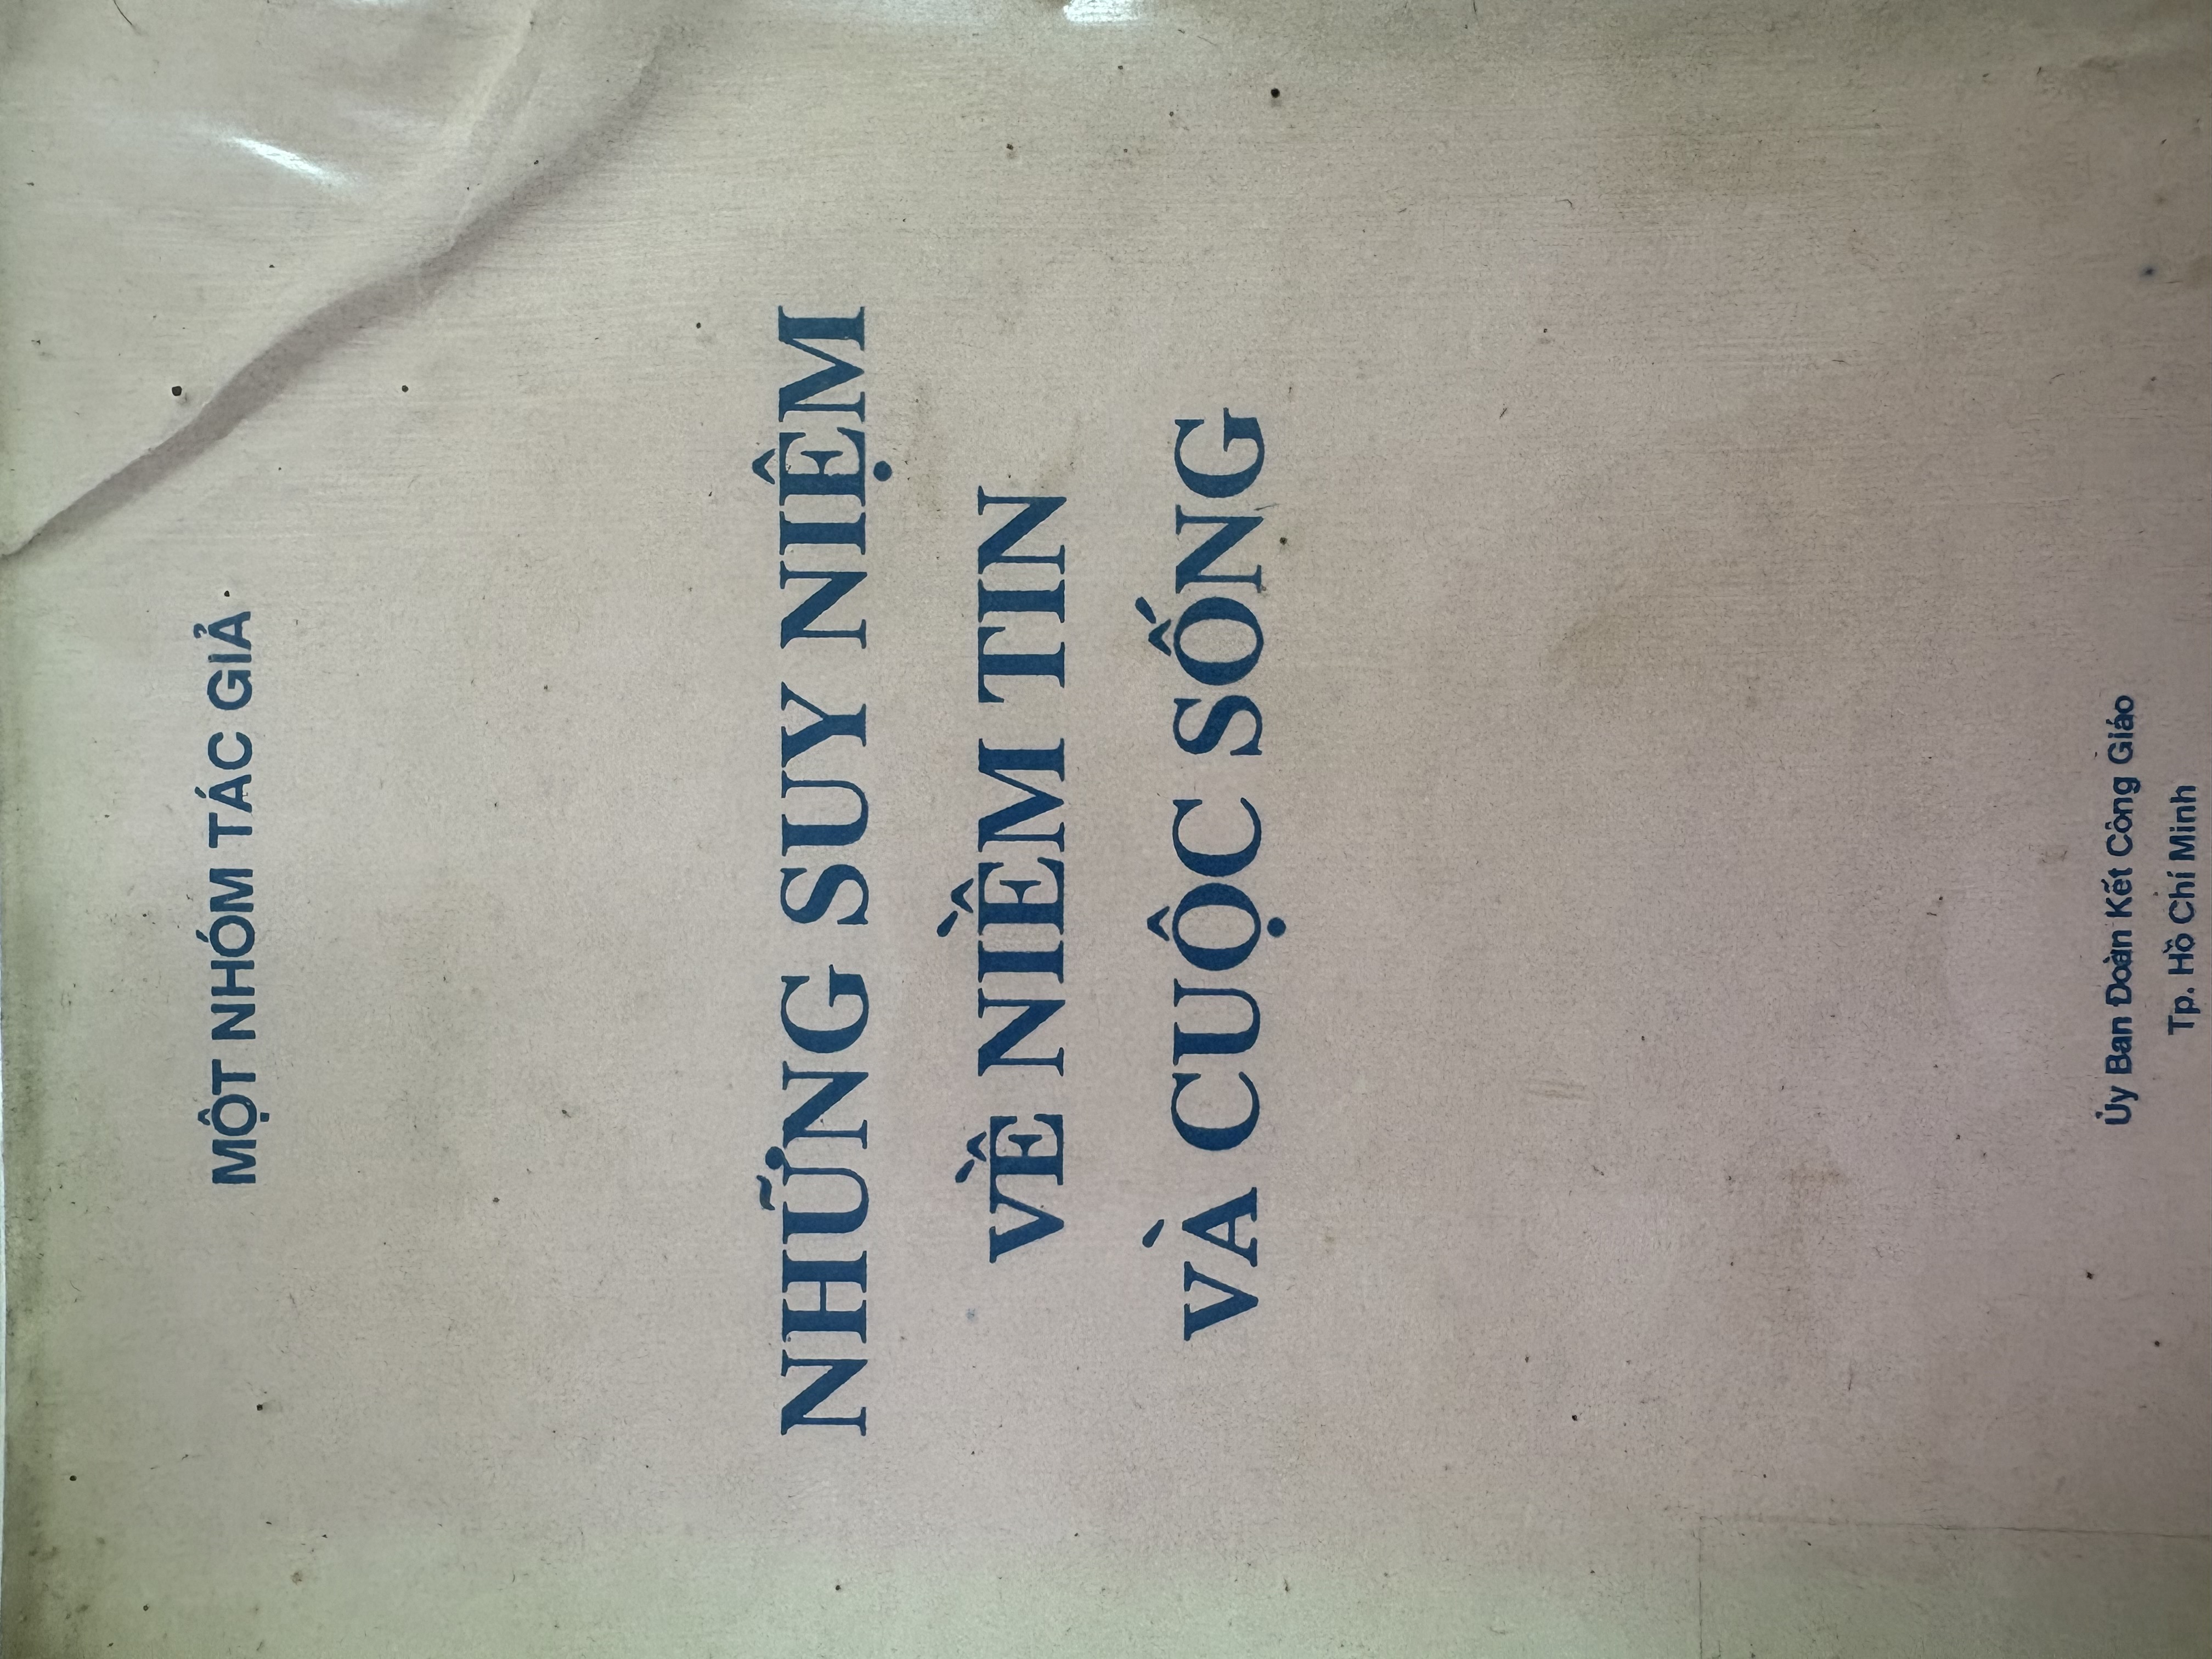 MỘT NHÓM TÁC GIẢ
NHỮNG SUY NIỆM
VỀ NIỀM TIN
VÀ CUỘC SỐNG
Ủy Ban Đoàn Kết Công Giáo
Tp. Hồ Chí Minh